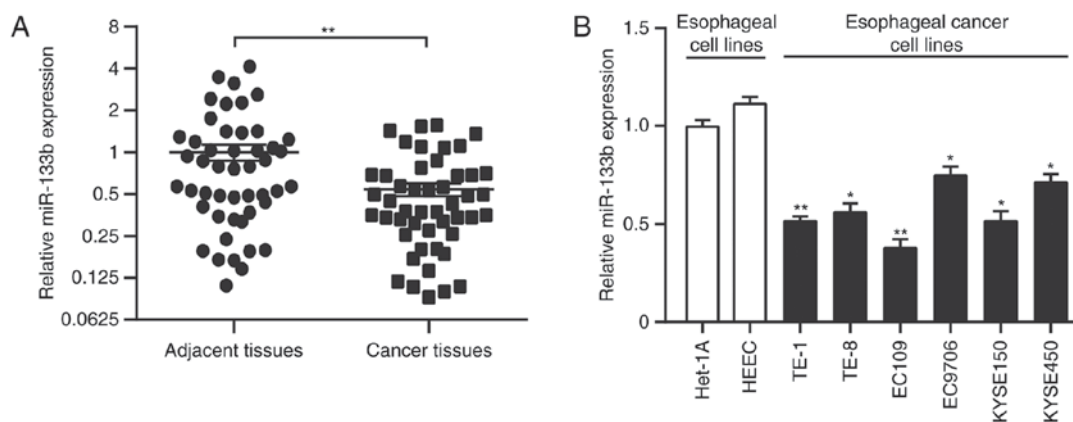 A
Relative miR-133b expression
8
4
2
1
0.5
0.25
0.125
0.0625
**
Adjacent tissues
Cancer tissues
B
Relative miR-133b expression
1.5
1.0
0.5
0
Esophageal
cell lines
Esophageal cancer
cell lines
**
*
**
*
*
*
Het-1A
HEEC
TE-1
TE-8
EC109
EC9706
KYSE150
KYSE450